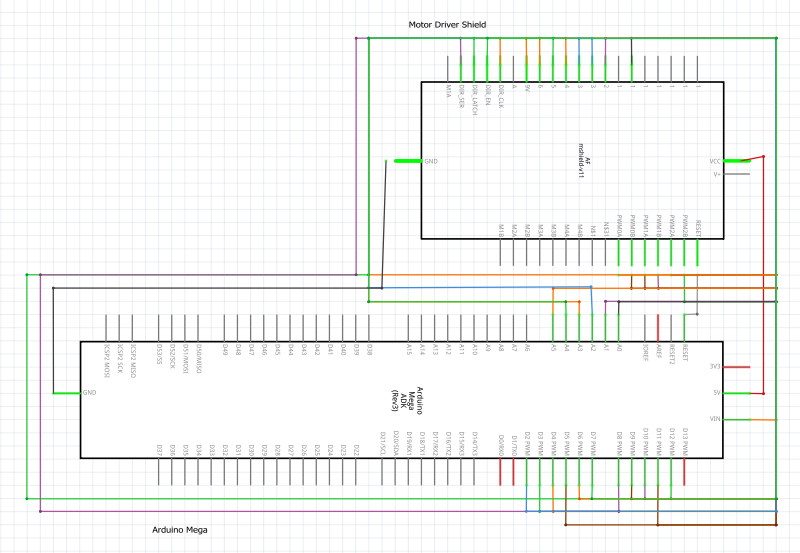 Motor Driver Shield
M1A
DIR_SER
DIR_LATCH
DIR_EN
DIR_CLK
A
9V
6
5
4
3
3
2
1
1
1
1
1
1
1
GND
AF
mshield-v11
VCC
V+
M1B
M2A
M2B
M3A
M3B
M4A
M4B
N$1
N$31
PWM0A
PWM0B
PWM1A
PWM1B
PWM2A
PWM2B
RESET
ICSP2 MOSI
ICSP2 SCK
ICSP2 MISO
D53/SS
D52/SCK
D51/MOSI
D50/MISO
D49
D48
D47
D46
D45
D44
D43
D42
D41
D40
D39
D38
A15
A14
A13
A12
A11
A10
A9
A8
A7
A6
A5
A4
A3
A2
A1
A0
IOREF
AREF
RESET2
RESET
GND
Arduino
Mega
ADK
(Rev3)
3V3
5V
VIN
D37
D36
D35
D34
D33
D32
D31
D30
D29
D28
D27
D26
D25
D24
D23
D22
D21/SCL
D20/SDA
D19/RX1
D18/TX1
D17/RX2
D16/TX2
D15/RX3
D14/TX3
D0/RX0
D1/TX0
D2 PWM
D3 PWM
D4 PWM
D5 PWM
D6 PWM
D7 PWM
D8 PWM
D9 PWM
D10 PWM
D11 PWM
D12 PWM
D13 PWM
Arduino Mega